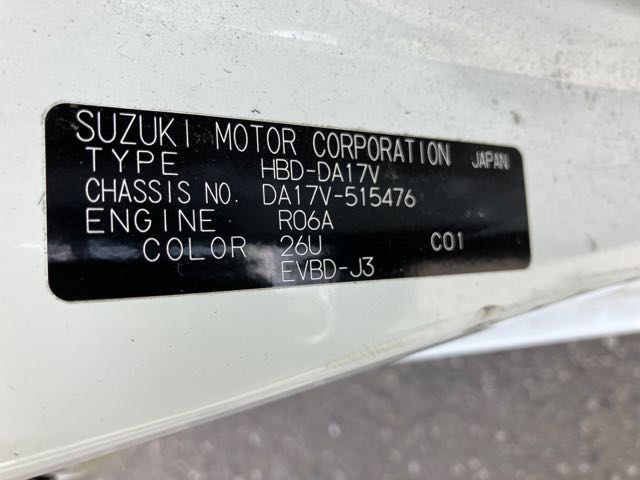 SUZUKI MOTOR CORPORATION JAPAN
TYPE HBD-DA17V
CHASSIS NO. DA17V-515476
ENGINE R06A
COLOR 26U C01
EVBD-J3